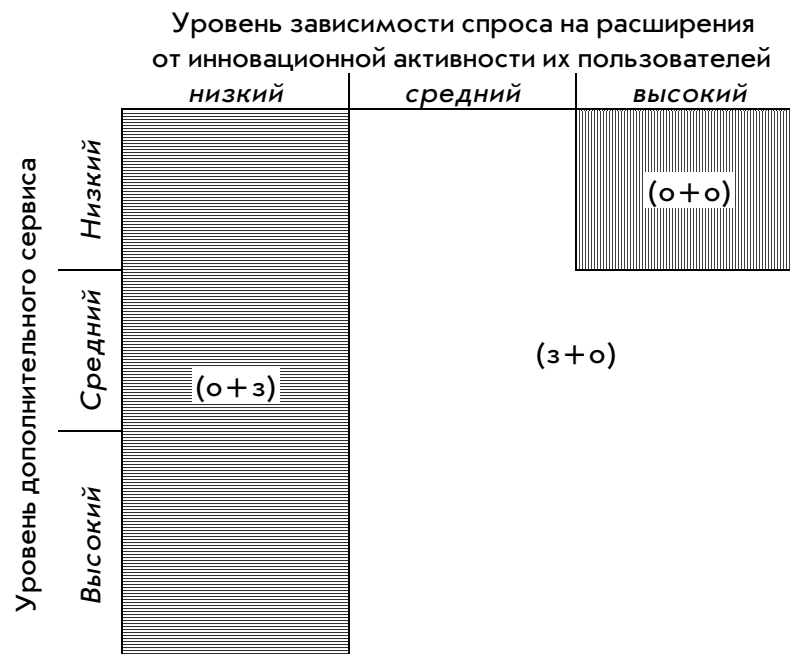 Уровень зависимости спроса на расширения
от инновационной активности их пользователей
низкий средний высокий
Уровень дополнительного сервиса
Низкий
(о+о)
Средний
(о+з)
(з+о)
Высокий